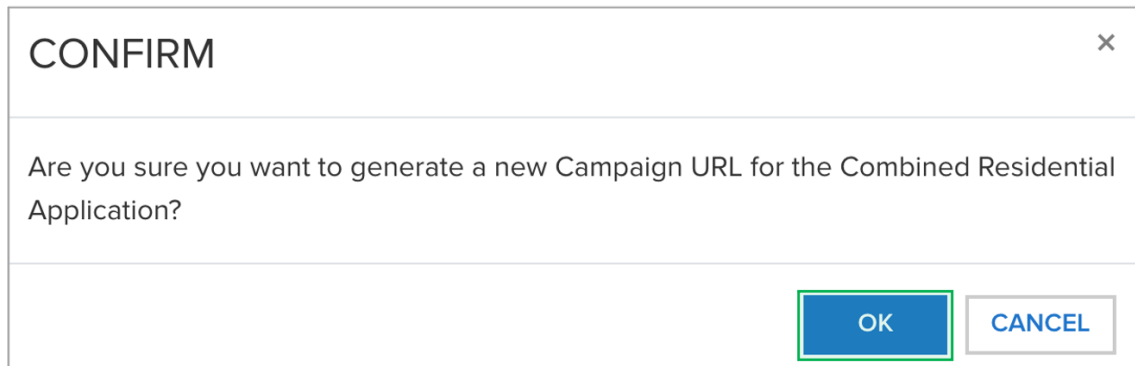 CONFIRM
×
Are you sure you want to generate a new Campaign URL for the Combined Residential
Application?
OK
CANCEL